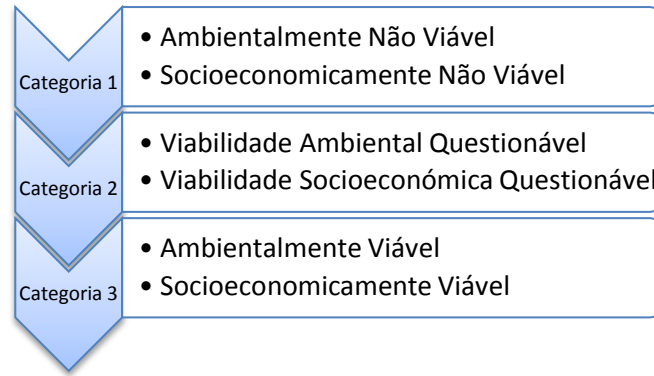 Categoria 1
• Ambientalmente Não Viável
• Socioeconomicamente Não Viável
Categoria 2
• Viabilidade Ambiental Questionável
• Viabilidade Socioeconómica Questionável
Categoria 3
• Ambientalmente Viável
• Socioeconomicamente Viável